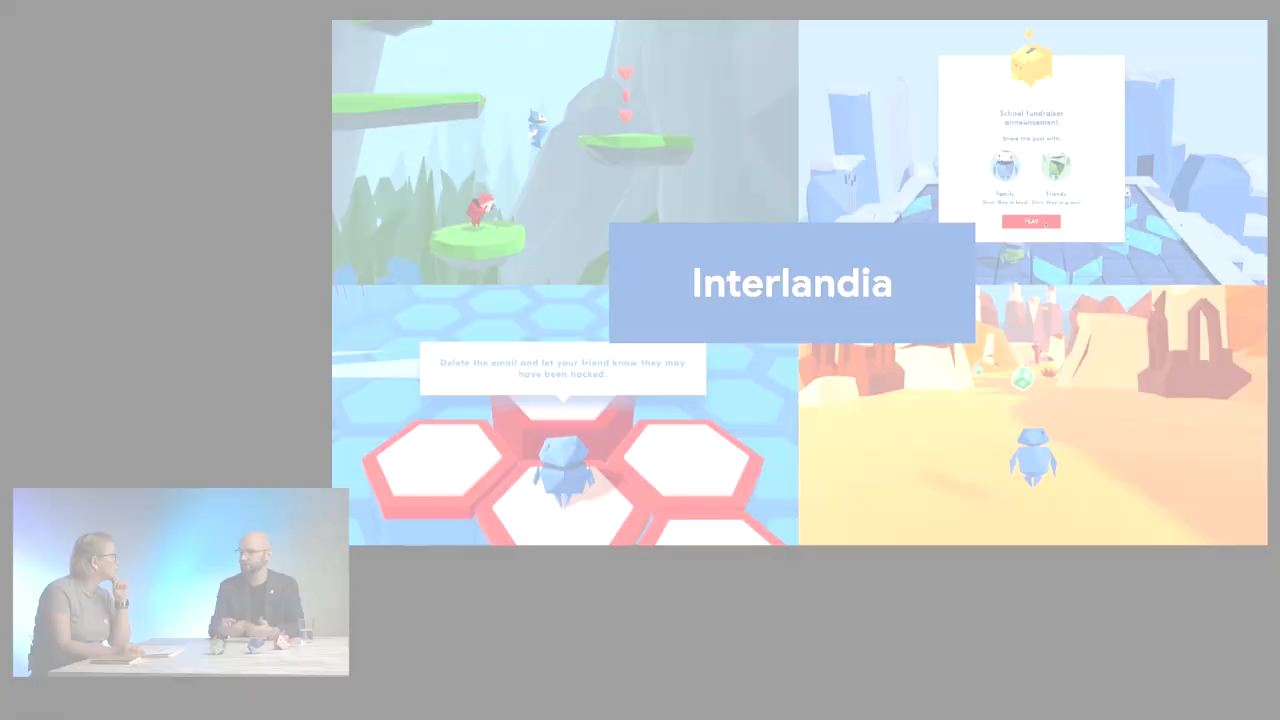 School fundraiser
announcement
Share this post with:
Family
Friends
PLAY
Interlandia
Delete the email and let your friend know they may
have been hacked.